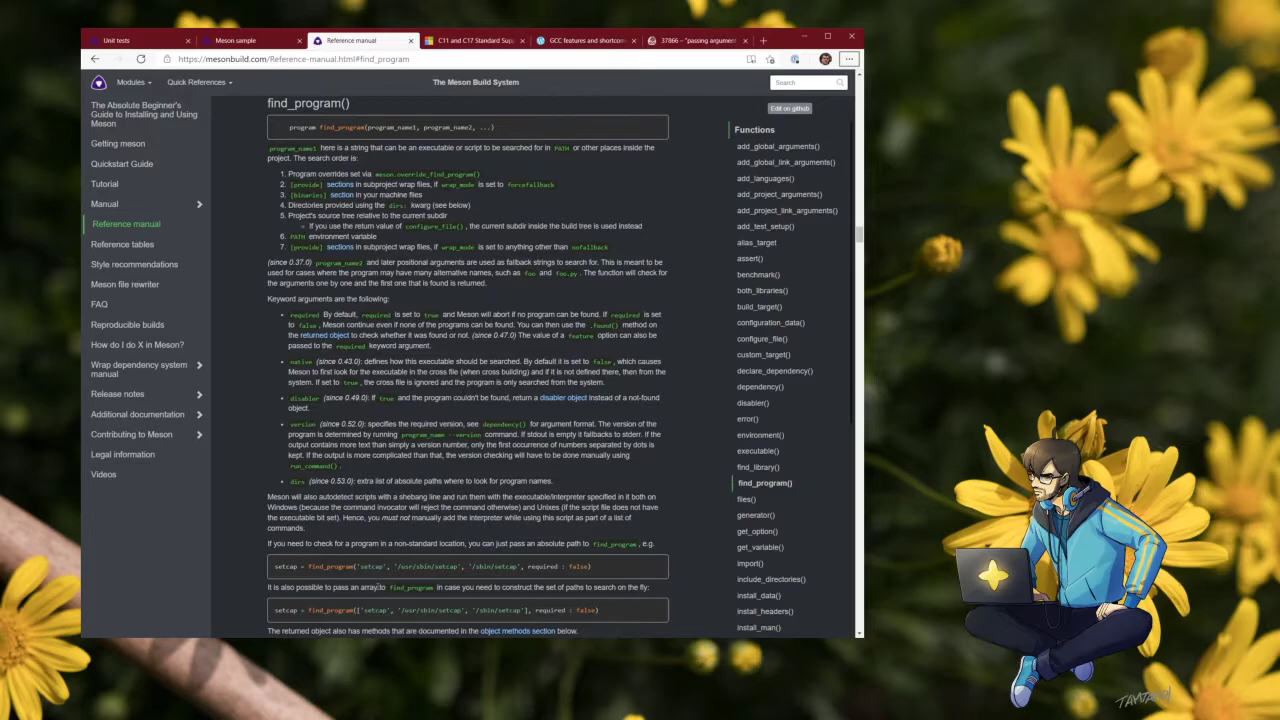 Unit tests
Meson sample
Reference manual
C11 and C17 Standard Sup
GCC features and shortcom
37866 – "passing argumen
https://mesonbuild.com/Reference-manual.html#find_program
Modules
Quick References
The Meson Build System
Search
The Absolute Beginner's
Guide to Installing and Using
Meson
Getting meson
Quickstart Guide
Tutorial
Manual
Reference manual
Reference tables
Style recommendations
Meson file rewriter
FAQ
Reproducible builds
How do I do X in Meson?
Wrap dependency system
manual
Release notes
Additional documentation
Contributing to Meson
Legal information
Videos
find_program()
Edit on github
program find_program(program_name1, program_name2, ...)
program_name1 here is a string that can be an executable or script to be searched for in PATH or other places inside the
project. The search order is:
1. Program overrides set via meson.override_find_program()
2. [provide] sections in subproject wrap files, if wrap_mode is set to forcefallback
3. [binaries] section in your machine files
4. Directories provided using the dirs: kwarg (see below)
5. Project's source tree relative to the current subdir
If you use the return value of configure_file(), the current subdir inside the build tree is used instead
6. PATH environment variable
7. [provide] sections in subproject wrap files, if wrap_mode is set to anything other than nofallback
(since 0.37.0) program_name2 and later positional arguments are used as fallback strings to search for. This is meant to be
used for cases where the program may have many alternative names, such as foo and foo.py. The function will check for
the arguments one by one and the first one that is found is returned.
Keyword arguments are the following:
required By default, required is set to true and Meson will abort if no program can be found. If required is set
to false, Meson continue even if none of the programs can be found. You can then use the .found() method on
the returned object to check whether it was found or not. (since 0.47.0) The value of a feature option can also be
passed to the required keyword argument.
native (since 0.43.0): defines how this executable should be searched. By default it is set to false, which causes
Meson to first look for the executable in the cross file (when cross building) and if it is not defined there, then from the
system. If set to true, the cross file is ignored and the program is only searched from the system.
disabler (since 0.49.0): if true and the program couldn't be found, return a disabler object instead of a not-found
object.
version (since 0.52.0): specifies the required version, see dependency() for argument format. The version of the
program is determined by running program_name --version command. If stdout is empty it fallbacks to stderr. If the
output contains more text than simply a version number, only the first occurrence of numbers separated by dots is
kept. If the output is more complicated than that, the version checking will have to be done manually using
run_command().
dirs (since 0.53.0): extra list of absolute paths where to look for program names.
Meson will also autodetect scripts with a shebang line and run them with the executable/interpreter specified in it both on
Windows (because the command invocator will reject the command otherwise) and Unixes (if the script file does not have
the executable bit set). Hence, you must not manually add the interpreter while using this script as part of a list of
commands.
If you need to check for a program in a non-standard location, you can just pass an absolute path to find_program, e.g.
setcap = find_program('setcap', '/usr/sbin/setcap', '/sbin/setcap', required : false)
It is also possible to pass an array to find_program in case you need to construct the set of paths to search on the fly:
setcap = find_program(['setcap', '/usr/sbin/setcap', '/sbin/setcap'], required : false)
The returned object also has methods that are documented in the object methods section below.
Functions
add_global_arguments()
add_global_link_arguments()
add_languages()
add_project_arguments()
add_project_link_arguments()
add_test_setup()
alias_target
assert()
benchmark()
both_libraries()
build_target()
configuration_data()
configure_file()
custom_target()
declare_dependency()
dependency()
disabler()
error()
environment()
executable()
find_library()
find_program()
files()
generator()
get_option()
get_variable()
import()
include_directories()
install_data()
install_headers()
install_man()